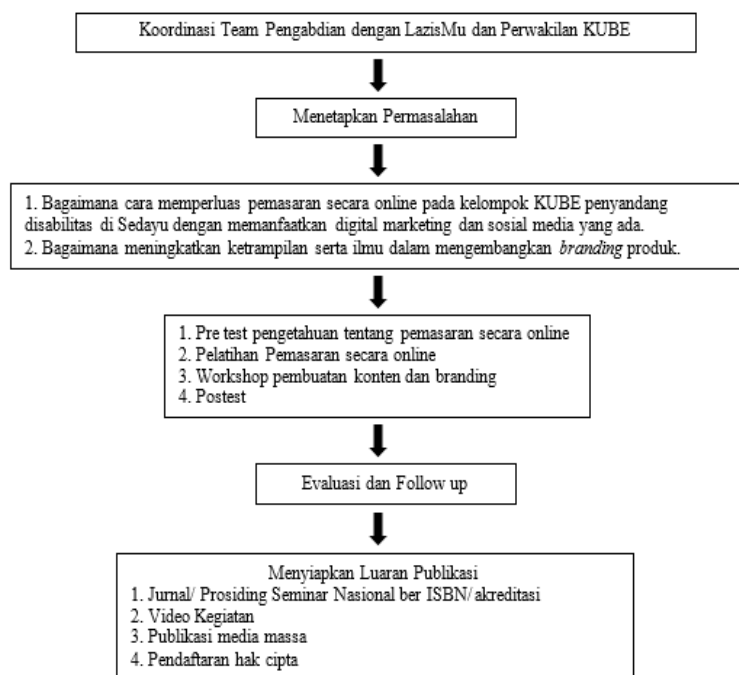 Koordinasi Team Pengabdian dengan LazisMu dan Perwakilan KUBE
Menetapkan Permasalahan
1. Bagaimana cara memperluas pemasaran secara online pada kelompok KUBE penyandang
disabilitas di Sedayu dengan memanfaatkan digital marketing dan sosial media yang ada.
2. Bagaimana meningkatkan ketrampilan serta ilmu dalam mengembangkan branding produk.
1. Pre test pengetahuan tentang pemasaran secara online
2. Pelatihan Pemasaran secara online
3. Workshop pembuatan konten dan branding
4. Postest
Evaluasi dan Follow up
Menyiapkan Luaran Publikasi
1. Jurnal/ Prosiding Seminar Nasional ber ISBN/akreditasi
2. Video Kegiatan
3. Publikasi media massa
4. Pendaftaran hak cipta